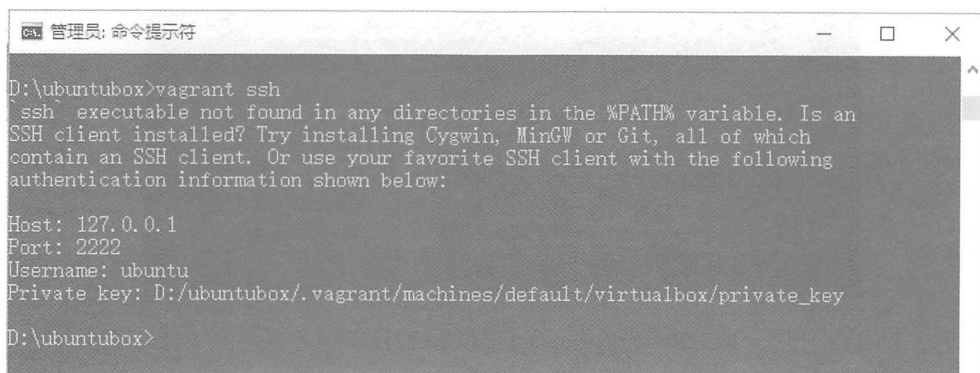 管理员: 命令提示符
D:\ubuntubox>vagrant ssh
`ssh` executable not found in any directories in the %PATH% variable. Is an
SSH client installed? Try installing Cygwin, MinGW or Git, all of which
contain an SSH client. Or use your favorite SSH client with the following
authentication information shown below:
Host: 127.0.0.1
Port: 2222
Username: ubuntu
Private key: D:/ubuntubox/.vagrant/machines/default/virtualbox/private_key
D:\ubuntubox>